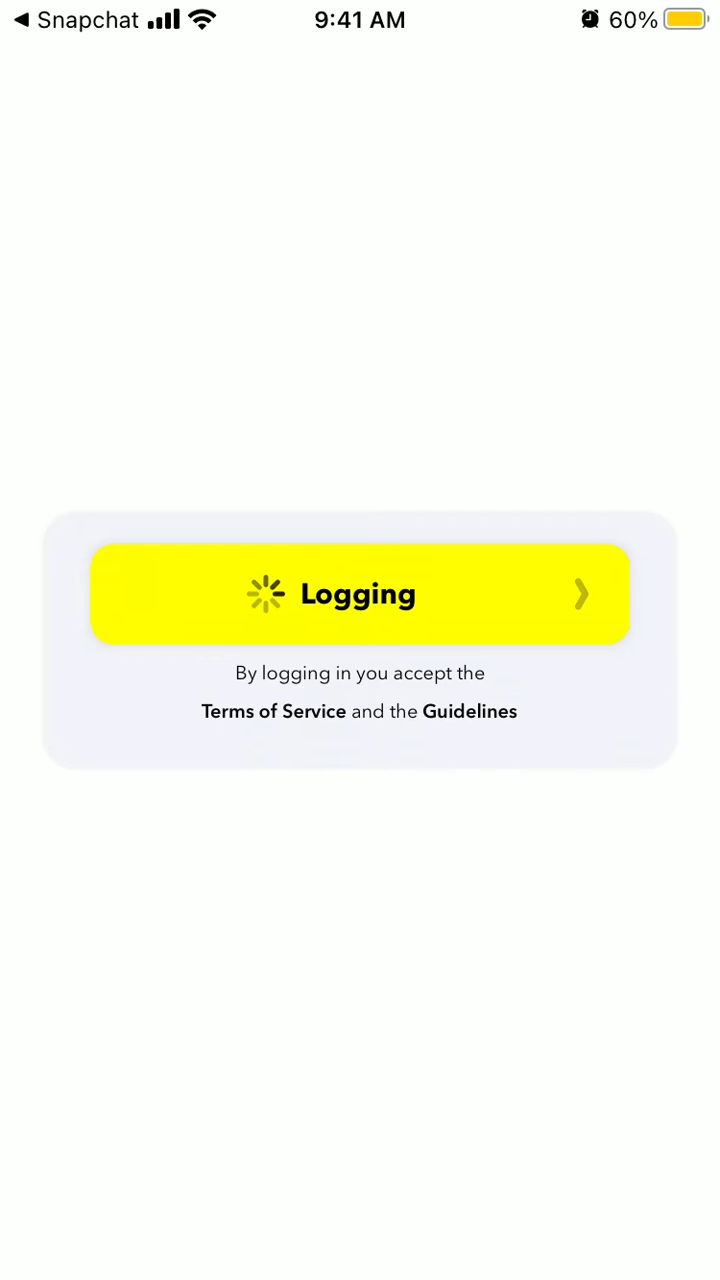 Snapchat 9:41 AM 60%
Logging
By logging in you accept the
Terms of Service and the Guidelines